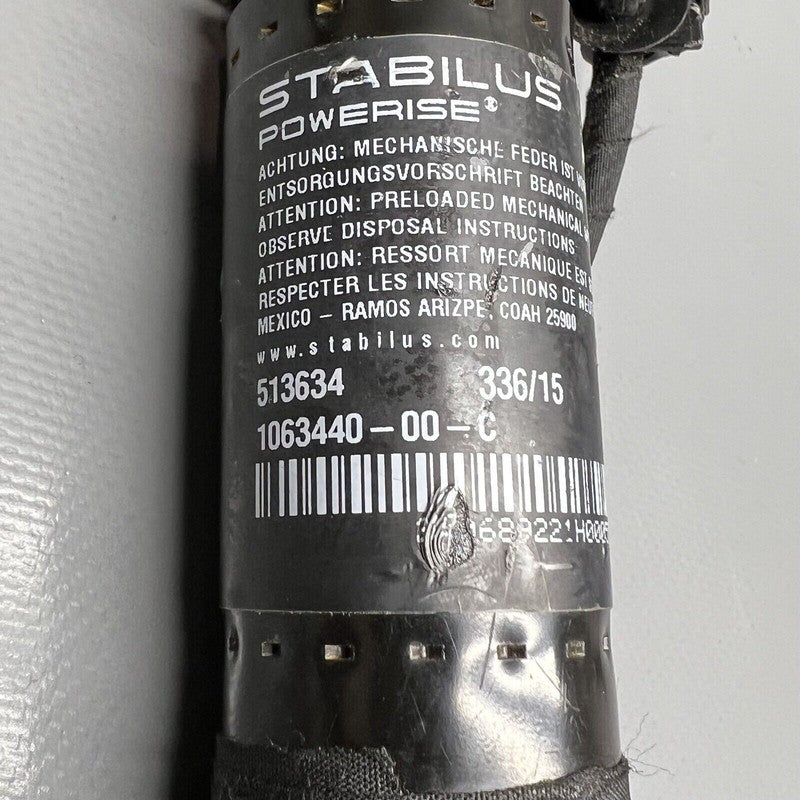 STABILUS
POWERISE®
ACHTUNG: MECHANISCHE FEDER IST
ENTSORGUNGSVORSCHRIFT BEACHTEN
ATTENTION: PRELOADED MECHANICAL
OBSERVE DISPOSAL INSTRUCTIONS.
ATTENTION: RESSORT MECANIQUE EST
RESPECTER LES INSTRUCTIONS DE
MEXICO – RAMOS ARIZPE, COAH 25900
www.stabilus.com
513634 336/15
1063440-00-C